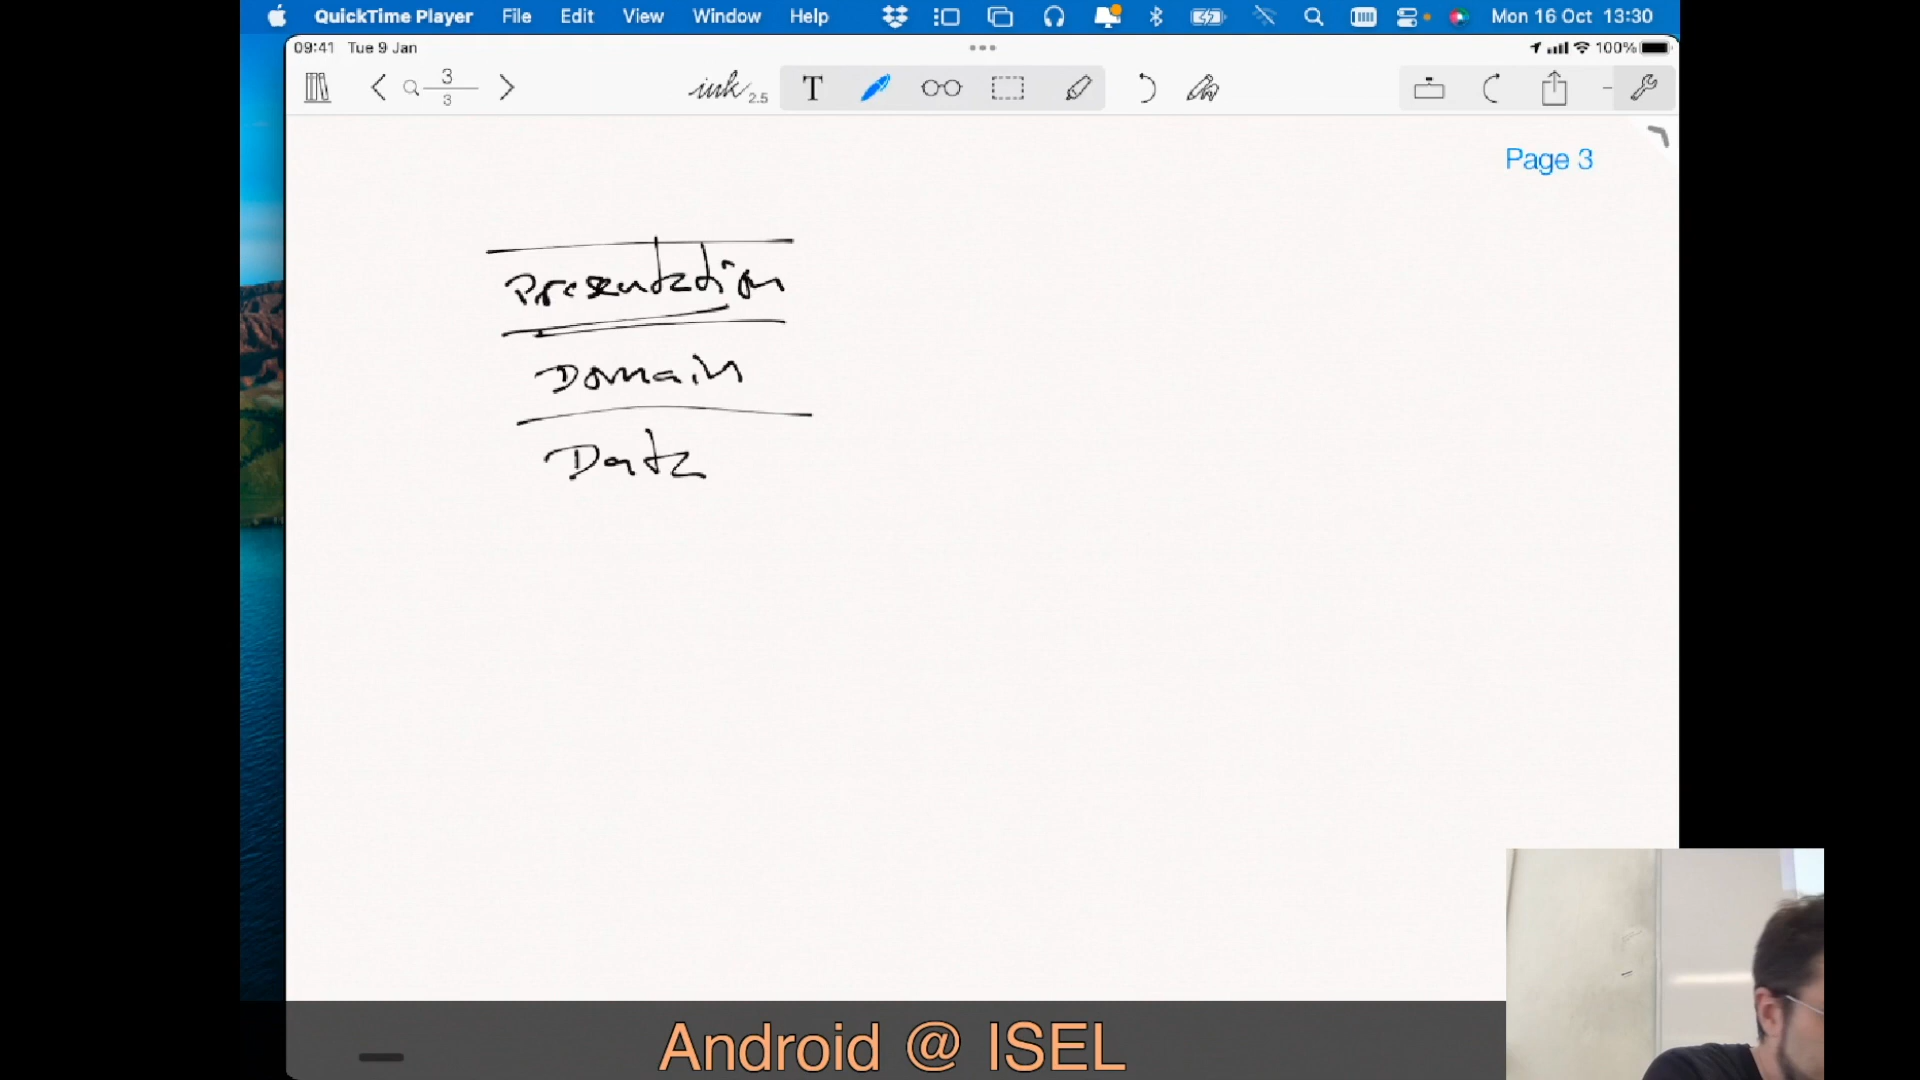 QuickTime Player File Edit View Window Help Mon 16 Oct 13:30
09:41 Tue 9 Jan 100%
3
3
ink 2.5 T
Page 3
Presentation
Domain
Data
Android @ ISEL